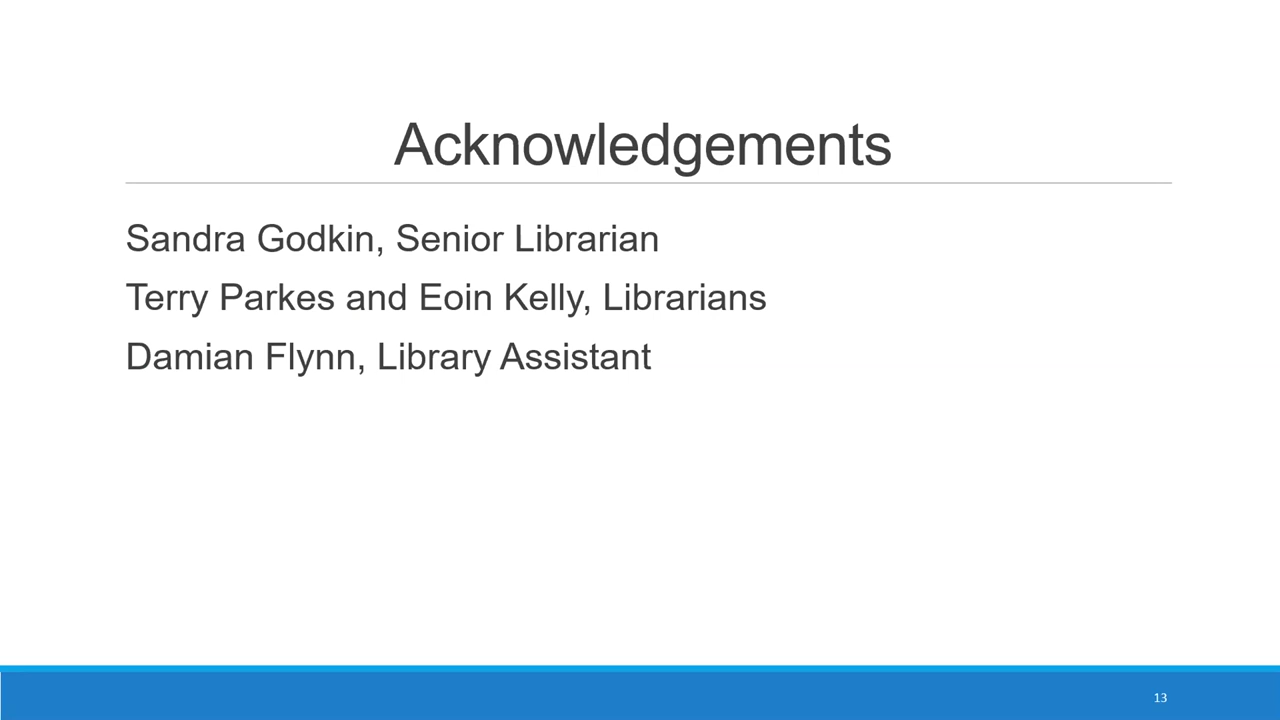 Acknowledgements
Sandra Godkin, Senior Librarian
Terry Parkes and Eoin Kelly, Librarians
Damian Flynn, Library Assistant
13